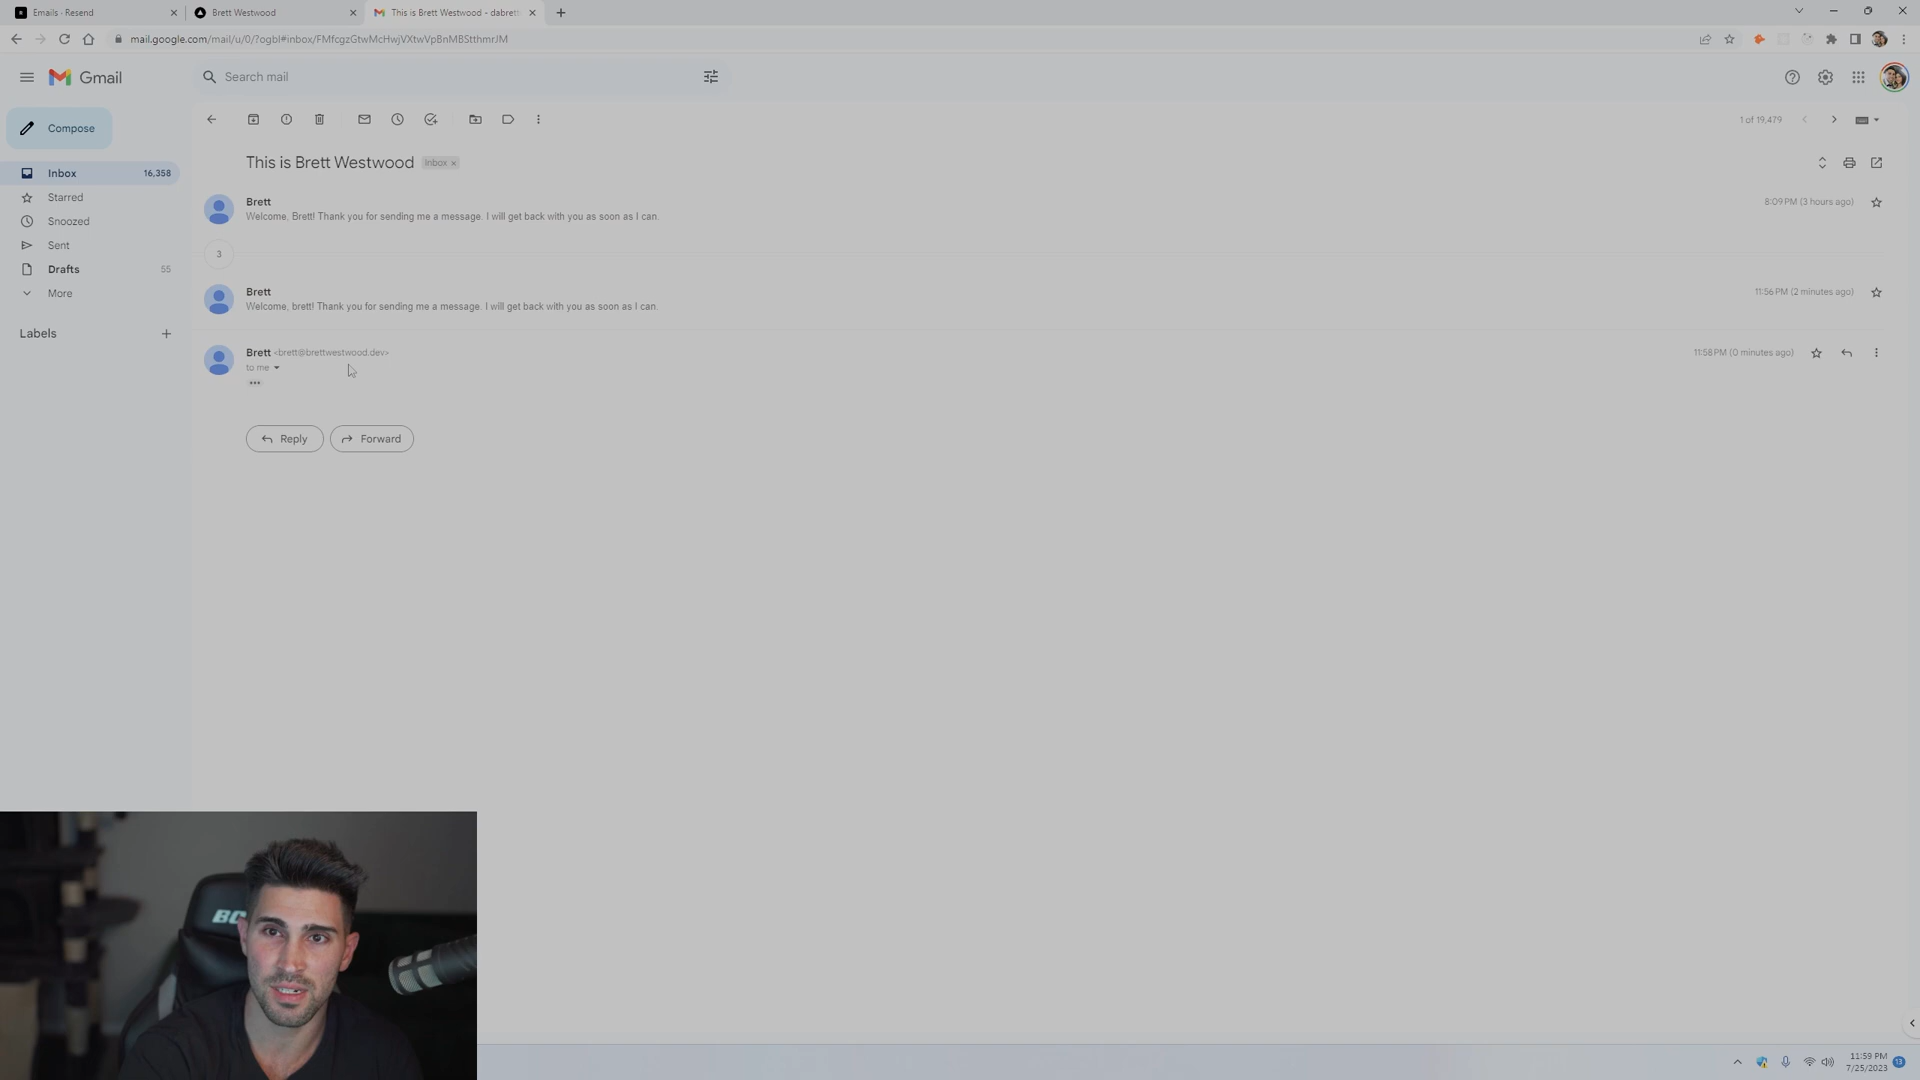 Emails · Resend
Brett Westwood
This is Brett Westwood - dabrett
mail.google.com/mail/u/0/?ogbl#inbox/FMfcgzGtwMcHwjVXtwVpBnMBStthmrJM
Gmail
Search mail
Compose
1 of 19,479
Inbox 16,358
Starred
Snoozed
Sent
Drafts 55
More
Labels
This is Brett Westwood
Inbox ×
Brett
8:09 PM (3 hours ago)
Welcome, Brett! Thank you for sending me a message. I will get back with you as soon as I can.
3
Brett
11:56 PM (2 minutes ago)
Welcome, brett! Thank you for sending me a message. I will get back with you as soon as I can.
Brett <brett@brettwestwood.dev>
11:58 PM (0 minutes ago)
to me
Reply
Forward
11:59 PM
7/25/2023
13